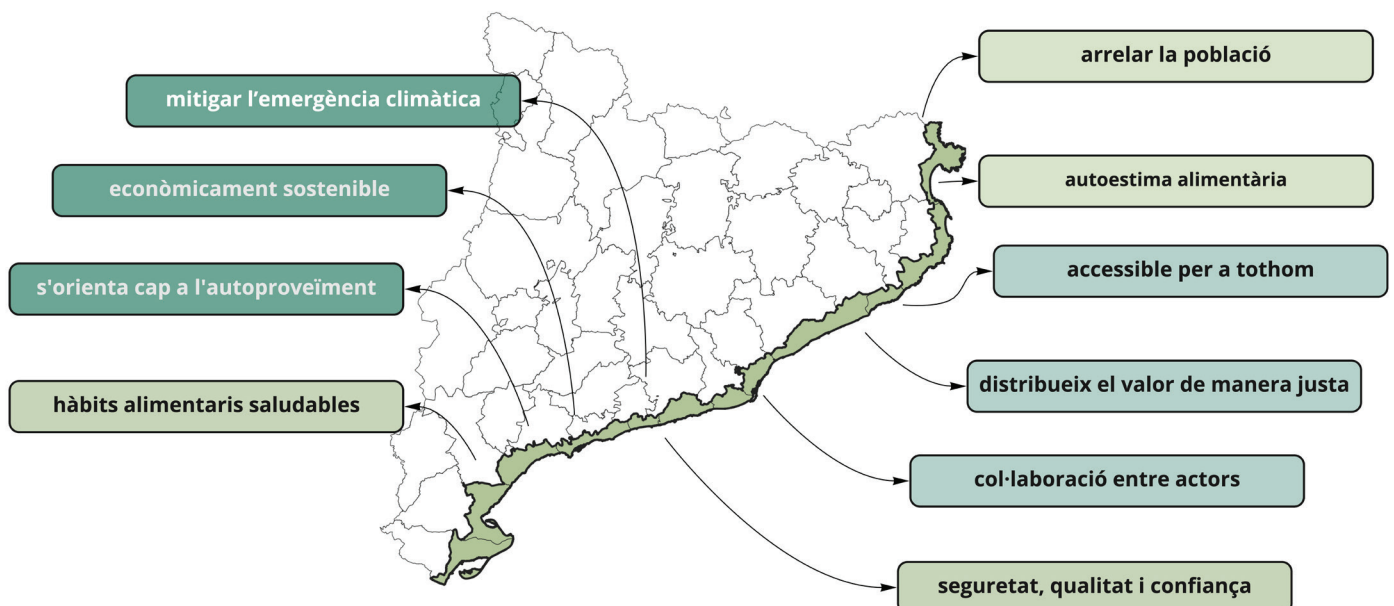 mitigar l’emergència climàtica
econòmicament sostenible
s'orienta cap a l'autoproveïment
hàbits alimentaris saludables
arrelar la població
autoestima alimentària
accessible per a tothom
distribueix el valor de manera justa
col·laboració entre actors
seguretat, qualitat i confiança